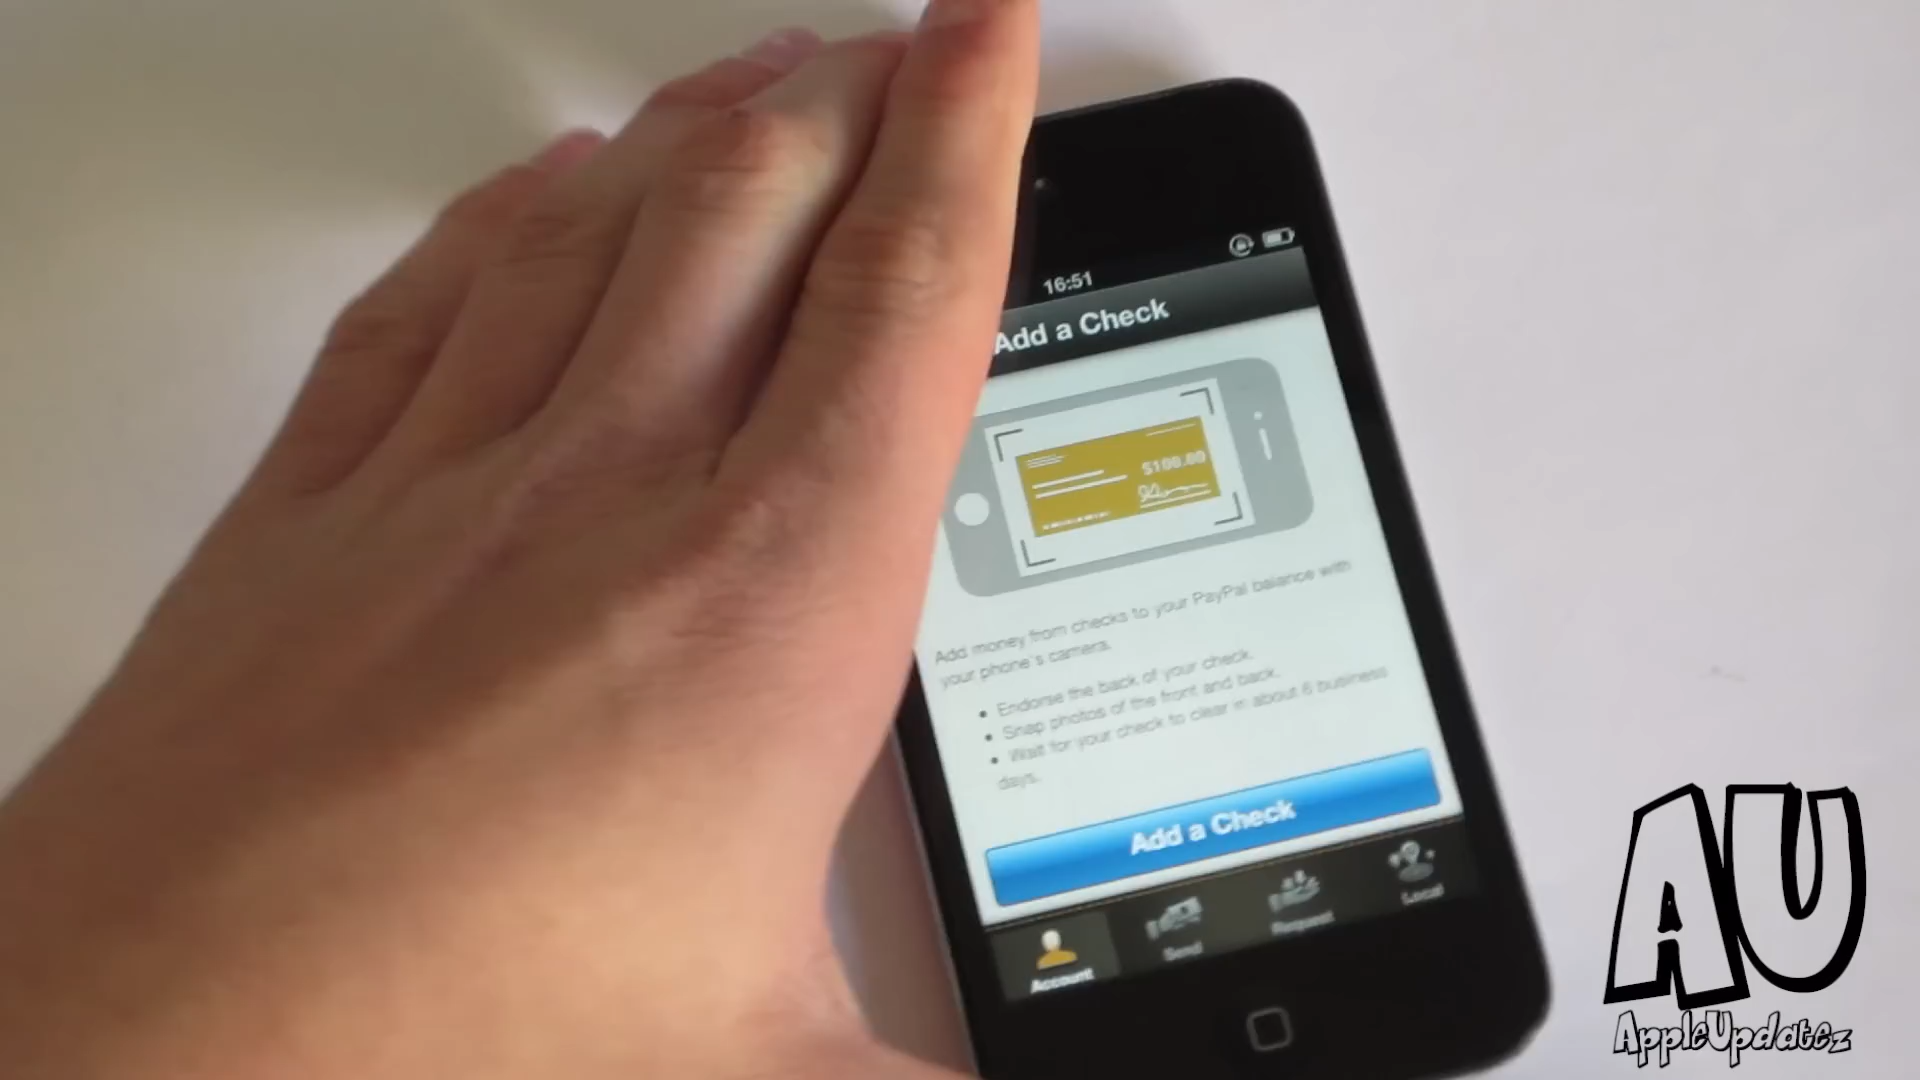 16:51
Add a Check
$100.00
Add money from checks to your PayPal balance with
your phone's camera.
• Endorse the back of your check.
• Snap photos of the front and back.
• Wait for your check to clear in about 6 business
days.
Add a Check
Account
Send
Request
Local
AU
AppleUpdatez